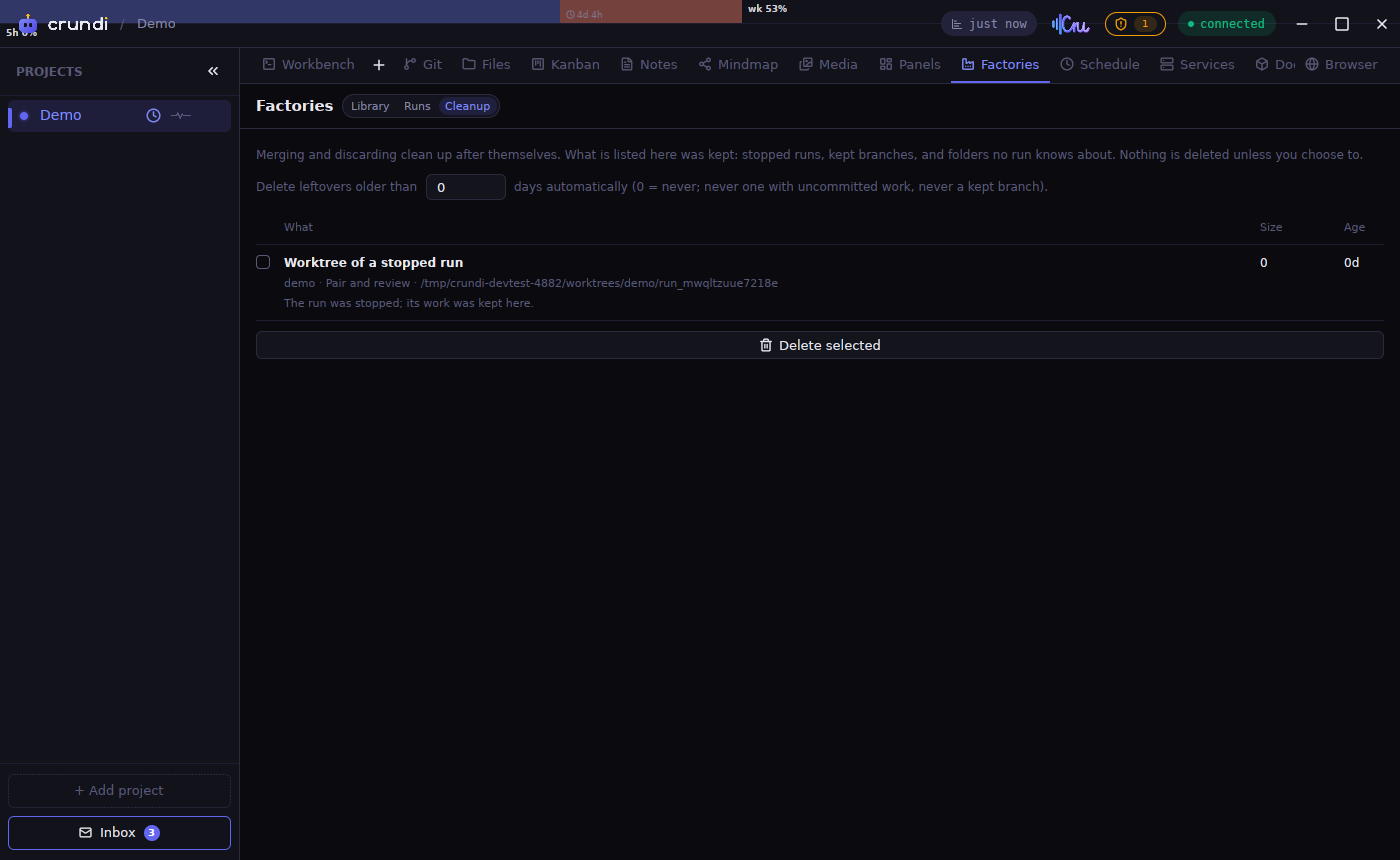 4d 4h
wk 53%
crundi / Demo
just now
1
connected
PROJECTS
Workbench
Git
Files
Kanban
Notes
Mindmap
Media
Panels
Factories
Schedule
Services
Browser
Demo
Factories
Library
Runs
Cleanup
Merging and discarding clean up after themselves. What is listed here was kept: stopped runs, kept branches, and folders no run knows about. Nothing is deleted unless you choose to.
Delete leftovers older than 0 days automatically (0 = never; never one with uncommitted work, never a kept branch).
What Size Age
Worktree of a stopped run 0 0d
demo · Pair and review · /tmp/crundi-devtest-4882/worktrees/demo/run_mwqltzuue7218e
The run was stopped; its work was kept here.
Delete selected
+ Add project
Inbox 3